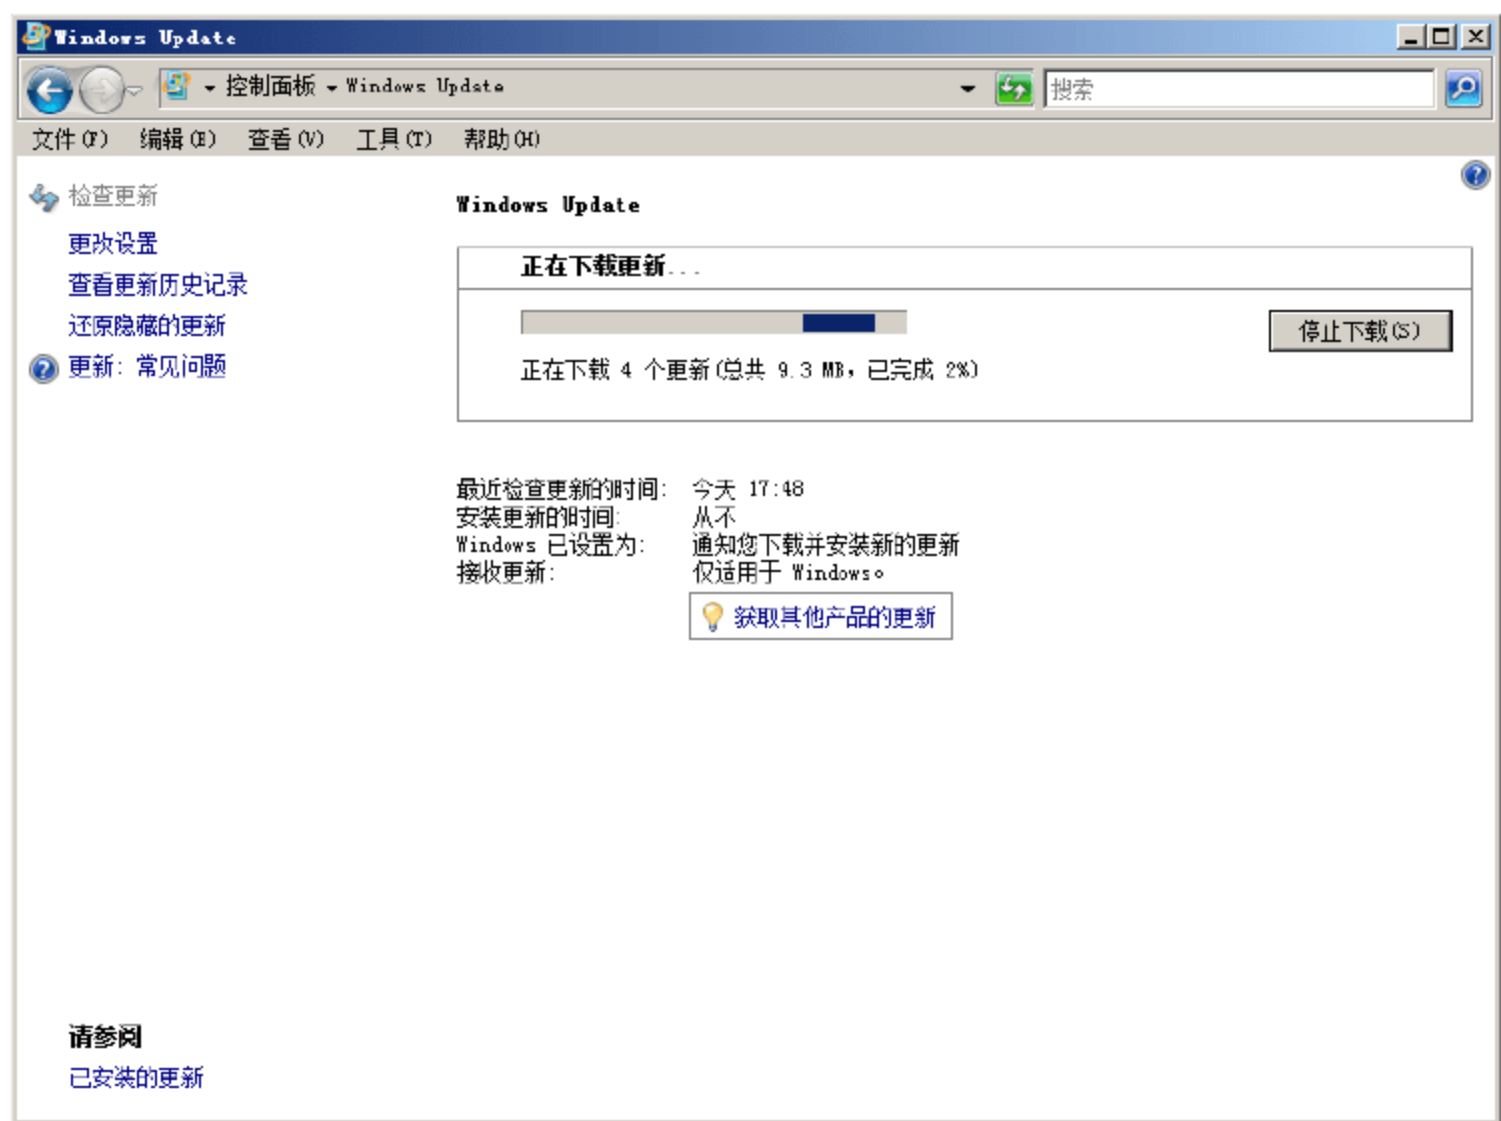 Windows Update
控制面板 Windows Update
搜索
文件(F) 编辑(E) 查看(V) 工具(T) 帮助(H)
检查更新
更改设置
查看更新历史记录
还原隐藏的更新
更新: 常见问题
Windows Update
正在下载更新...
停止下载(S)
正在下载 4 个更新(总共 9.3 MB，已完成 2%)
最近检查更新的时间: 今天 17:48
安装更新的时间: 从不
Windows 已设置为: 通知您下载并安装新的更新
接收更新: 仅适用于 Windows。
获取其他产品的更新
请参阅
已安装的更新